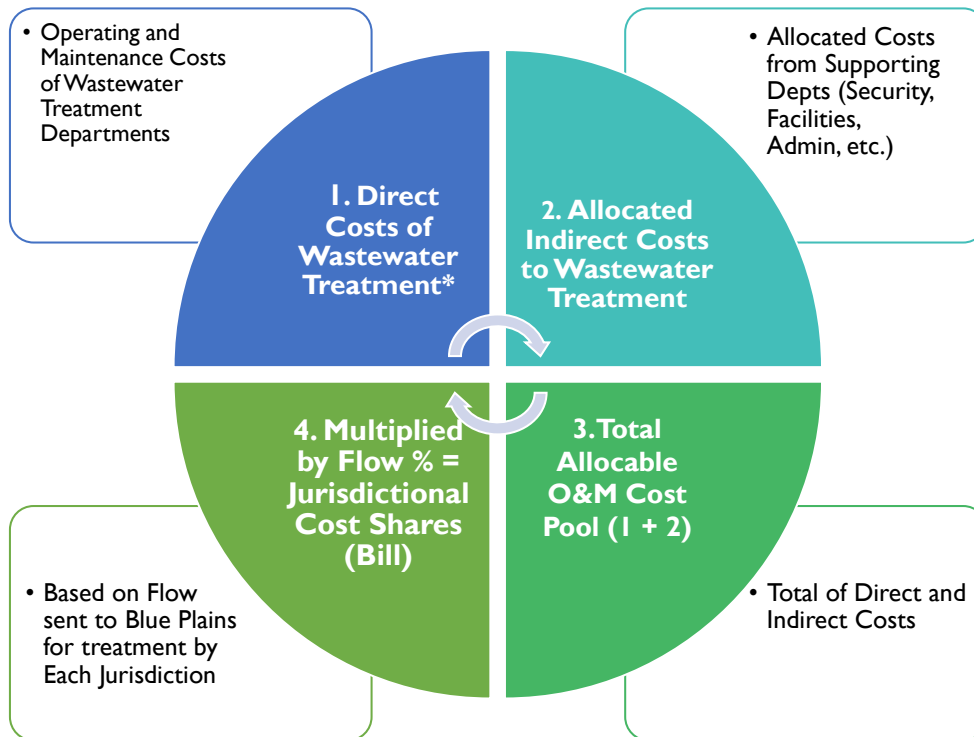 • Operating and
Maintenance Costs
of Wastewater
Treatment
Departments
• Allocated Costs
from Supporting
Depts (Security,
Facilities,
Admin, etc.)
1. Direct
Costs of
Wastewater
Treatment*
2. Allocated
Indirect Costs
to Wastewater
Treatment
4. Multiplied
by Flow % =
Jurisdictional
Cost Shares
(Bill)
3. Total
Allocable
O&M Cost
Pool (1 + 2)
• Based on Flow
sent to Blue Plains
for treatment by
Each Jurisdiction
• Total of Direct and
Indirect Costs